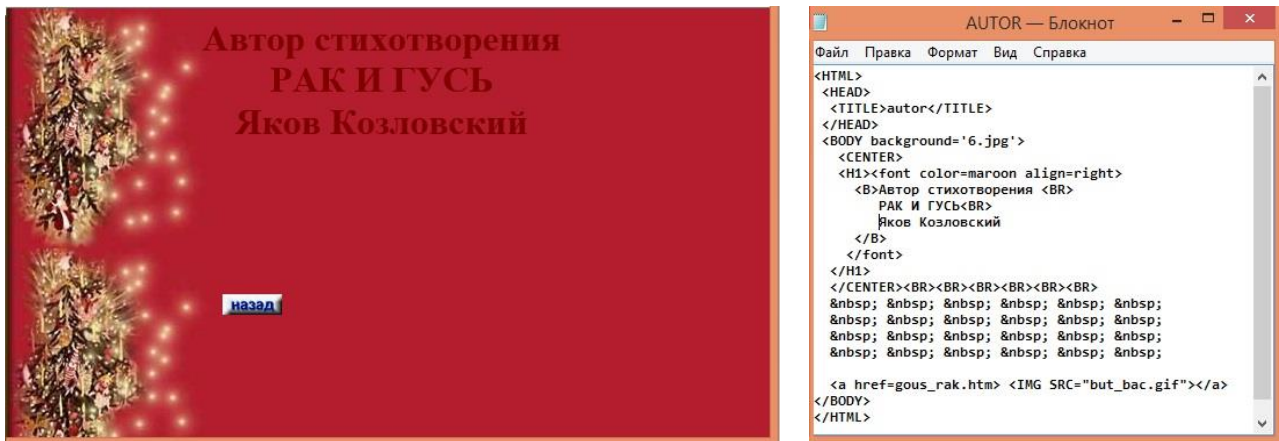 Автор стихотворения
РАК И ГУСЬ
Яков Козловский
назад
AUTOR — Блокнот
Файл Правка Формат Вид Справка
<HTML>
<HEAD>
<TITLE>autor</TITLE>
</HEAD>
<BODY background='6.jpg'>
<CENTER>
<H1><font color=maroon align=right>
<B>Автор стихотворения <BR>
РАК И ГУСЬ<BR>
Яков Козловский
</B>
</font>
</H1>
</CENTER><BR><BR><BR><BR><BR><BR>
&nbsp; &nbsp; &nbsp; &nbsp; &nbsp; &nbsp;
&nbsp; &nbsp; &nbsp; &nbsp; &nbsp; &nbsp;
&nbsp; &nbsp; &nbsp; &nbsp; &nbsp; &nbsp;
&nbsp; &nbsp; &nbsp; &nbsp; &nbsp; &nbsp;
<a href=gous_rak.htm> <IMG SRC="but_bac.gif"></a>
</BODY>
</HTML>